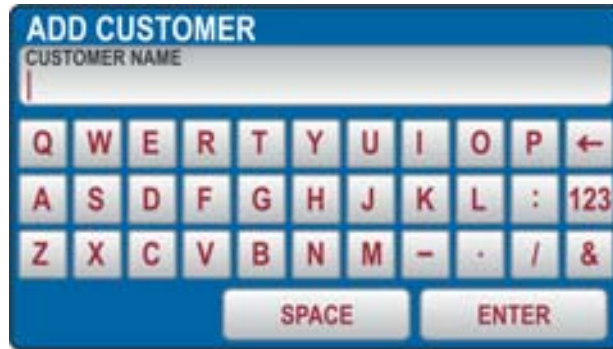 ADD CUSTOMER
CUSTOMER NAME
Q W E R T Y U I O P ←
A S D F G H J K L : 123
Z X C V B N M - . / &
SPACE ENTER